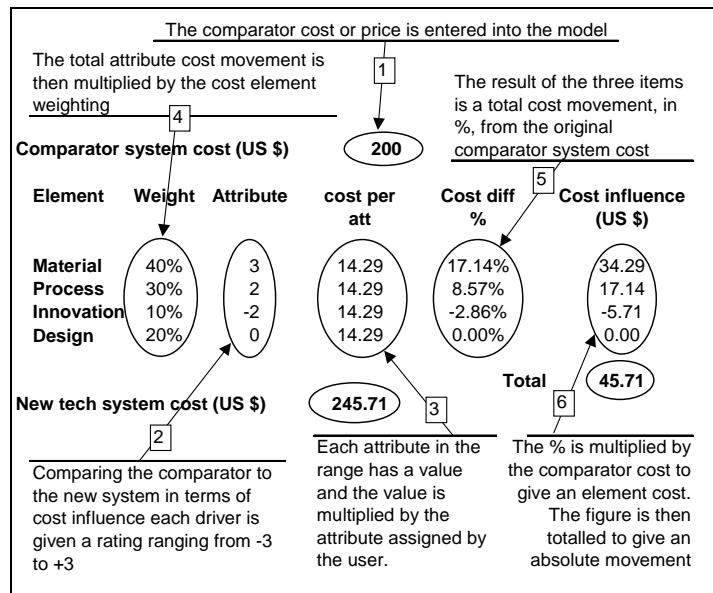 The comparator cost or price is entered into the model
The total attribute cost movement is
then multiplied by the cost element
weighting
1
4
The result of the three items
is a total cost movement, in
%, from the original
comparator system cost
Comparator system cost (US $) 200
5
Element Weight Attribute cost per Cost diff Cost influence
att % (US $)
Material 40% 3 14.29 17.14% 34.29
Process 30% 2 14.29 8.57% 17.14
Innovation 10% -2 14.29 -2.86% -5.71
Design 20% 0 14.29 0.00% 0.00
Total 45.71
New tech system cost (US $) 245.71
2
3
6
Comparing the comparator to
the new system in terms of
cost influence each driver is
given a rating ranging from -3
to +3
Each attribute in the
range has a value
and the value is
multiplied by the
attribute assigned by
the user.
The % is multiplied by
the comparator cost to
give an element cost.
The figure is then
totalled to give an
absolute movement